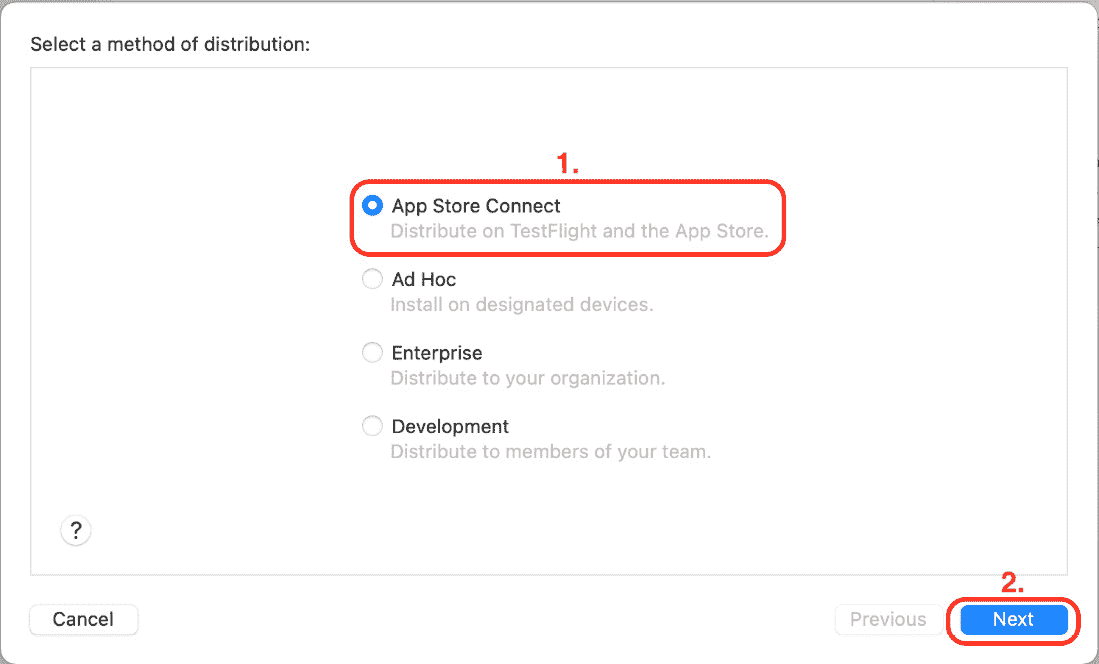 Select a method of distribution:
1.
App Store Connect
Distribute on TestFlight and the App Store.
Ad Hoc
Install on designated devices.
Enterprise
Distribute to your organization.
Development
Distribute to members of your team.
?
2.
Cancel
Previous
Next